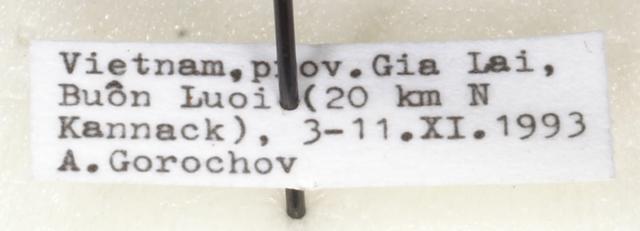 Vietnam,prov.Gia Lai,
Buôn Luoi (20 km N
Kannack), 3-11.XI.1993
A.Gorochov